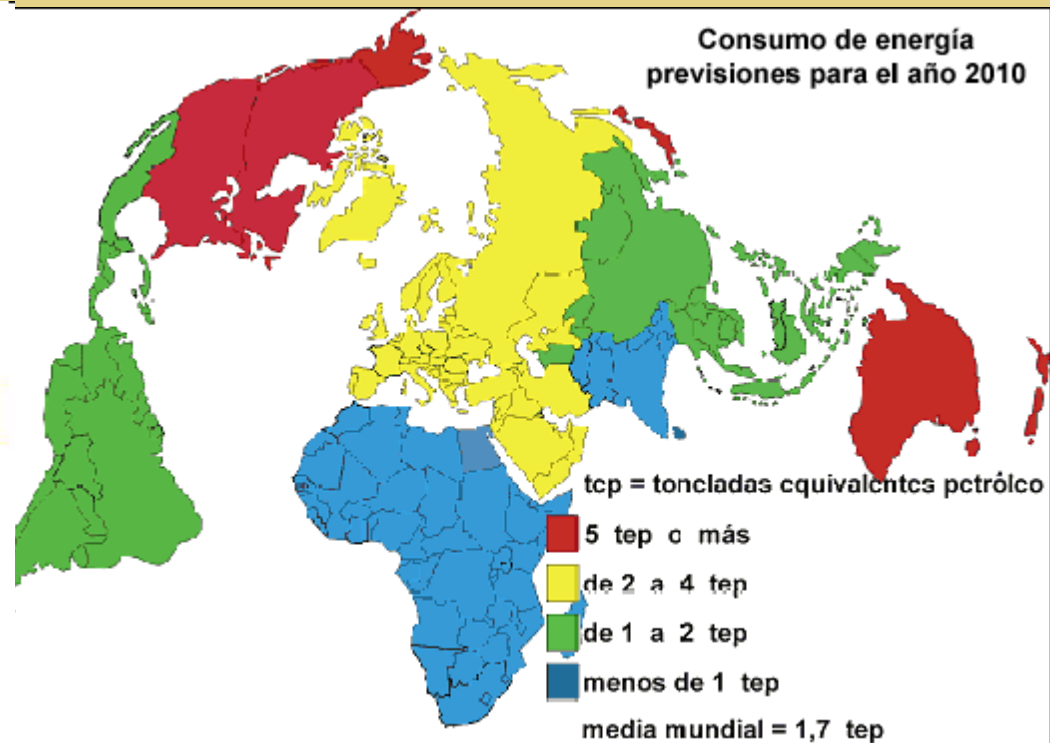 Consumo de energía
previsiones para el año 2010
tcp = toncladas cquivalcntcs pctrólco
5 tep o más
de 2 a 4 tep
de 1 a 2 tep
menos de 1 tep
media mundial = 1,7 tep